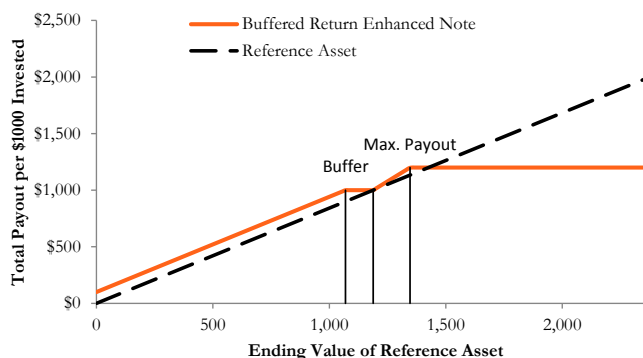 Buffered Return Enhanced Note
Reference Asset
Total Payout per $1000 Invested
$2,500
$2,000
$1,500
$1,000
$500
$0
Max. Payout
Buffer
0
500
1,000
1,500
2,000
Ending Value of Reference Asset